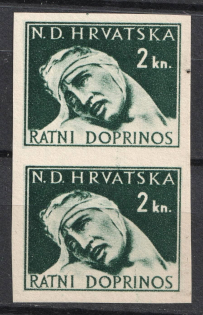 N.D. HRVATSKA
2 kn.
RATNI DOPRINOS
N.D. HRVATSKA
2 kn.
RATNI DOPRINOS